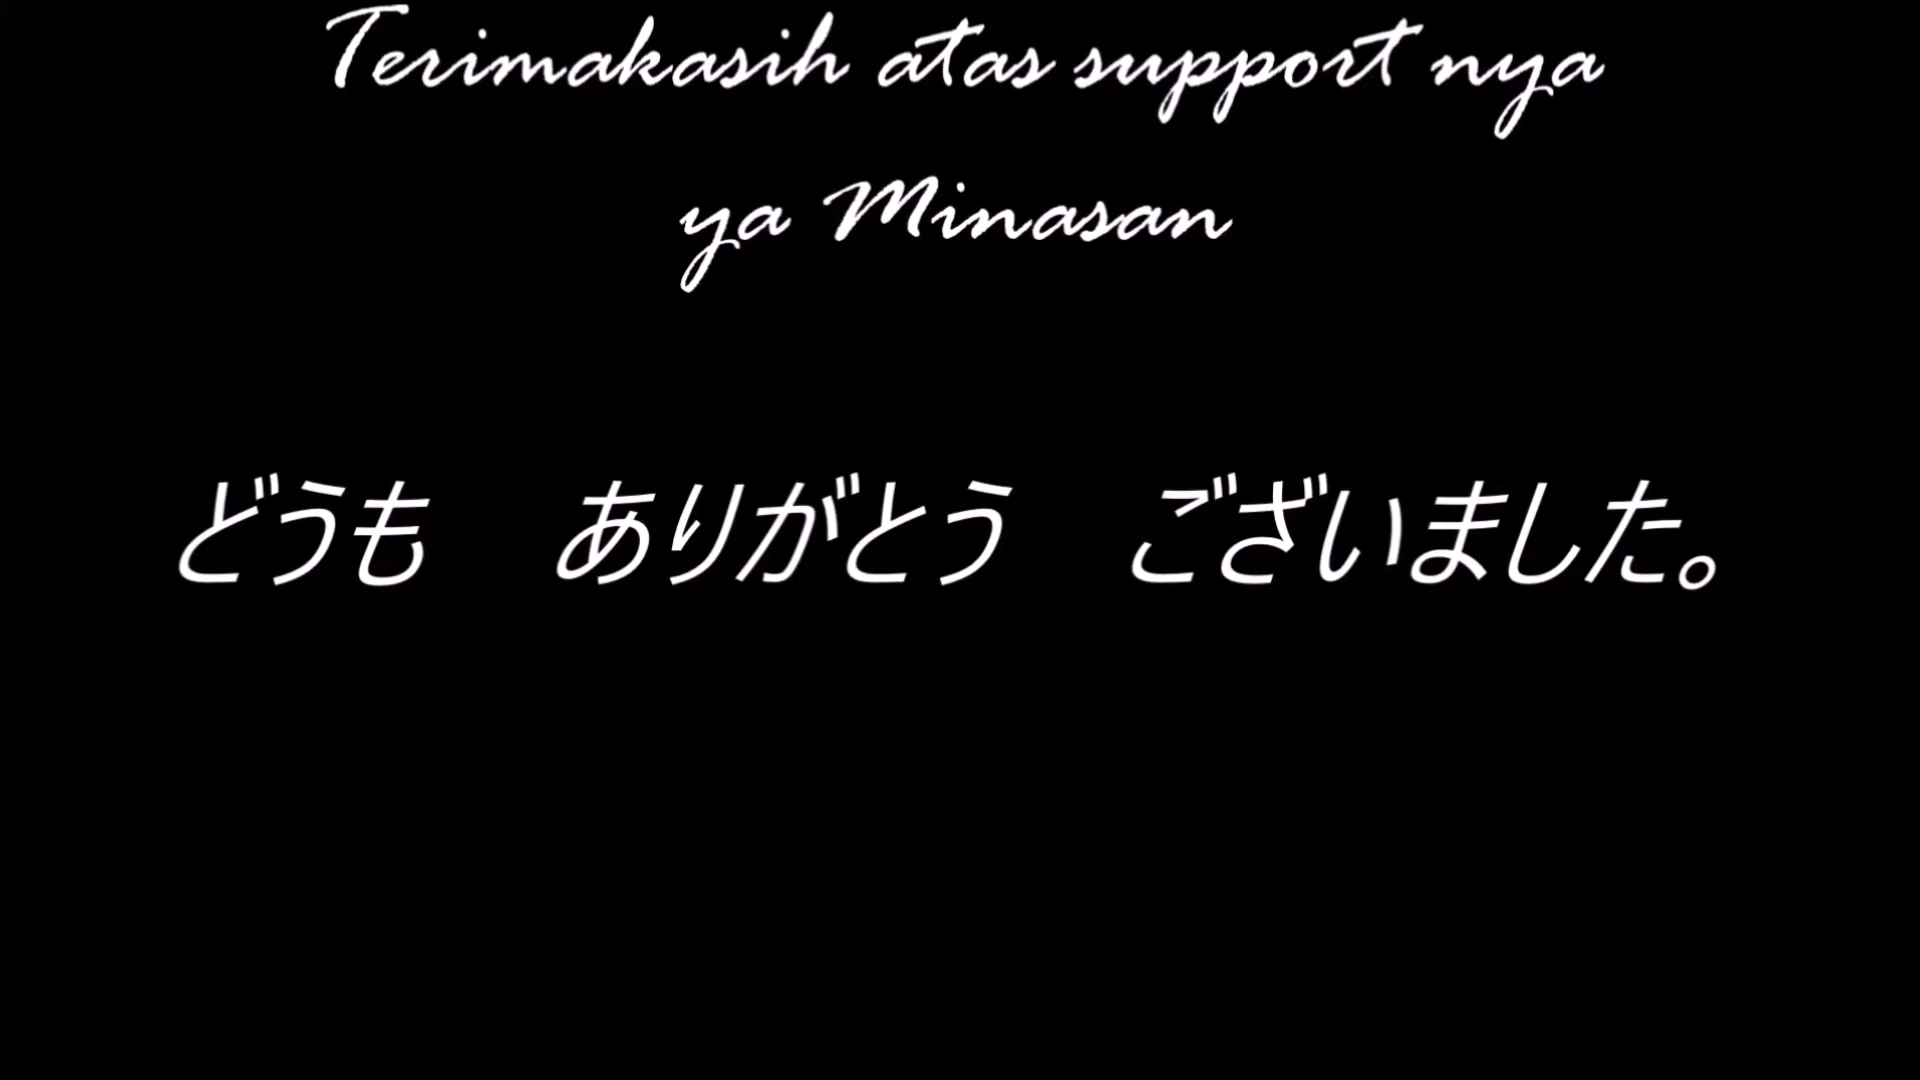 Terimakasih atas support nya
ya Minasan
どうも　ありがとう　ございました。